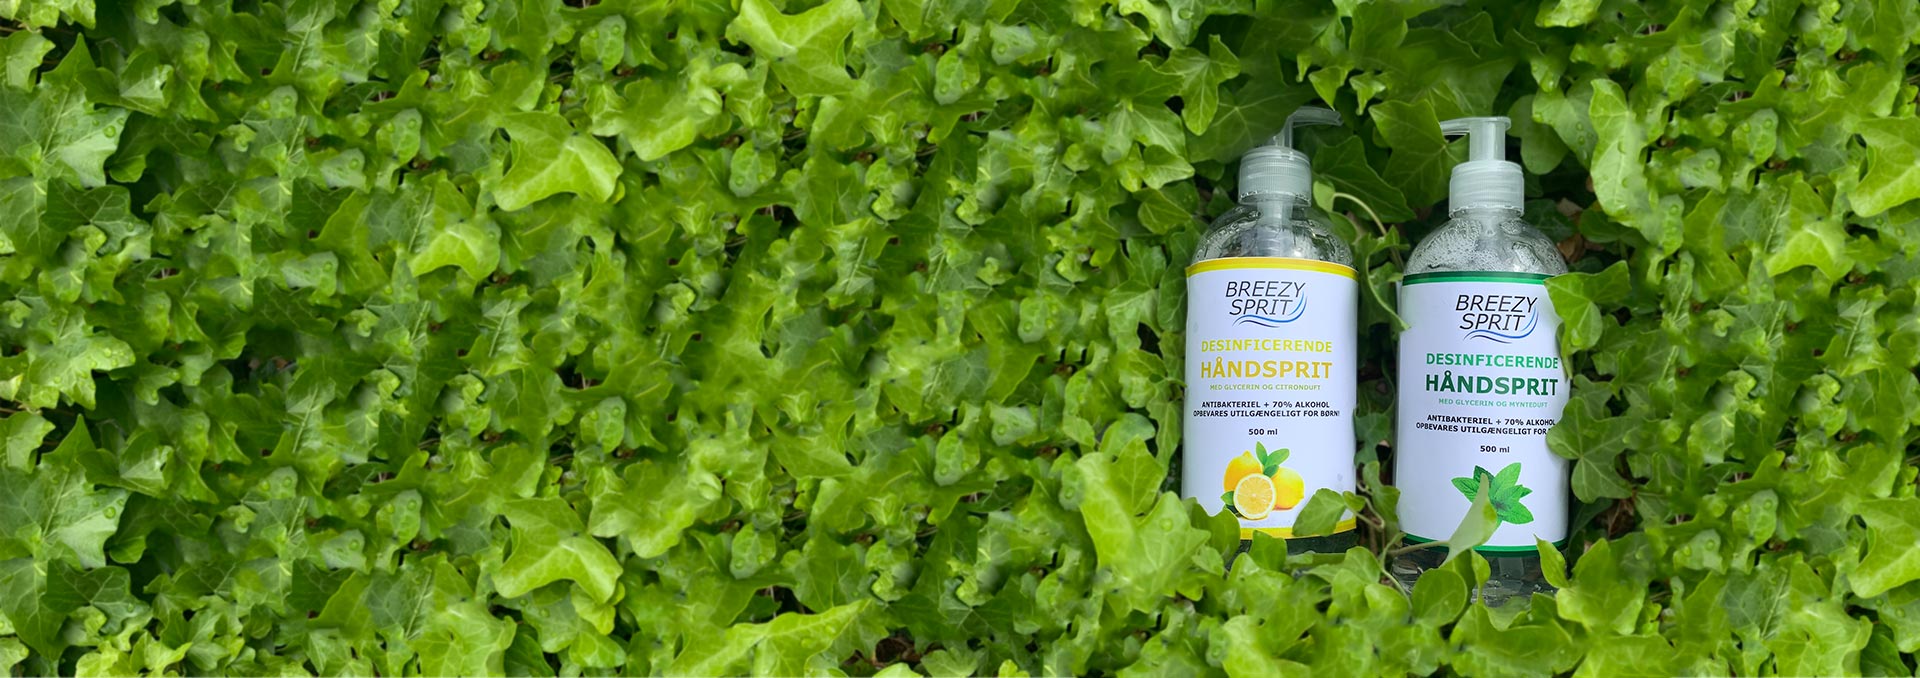 BREEZY
SPRIT
DESINFICERENDE
HÅNDSPRIT
MED GLYCERIN OG CITRONDUFT
ANTIBAKTERIEL + 70% ALKOHOL
OPBEVARES UTILGÆNGELIGT FOR BØRN!
500 ml
BREEZY
SPRIT
DESINFICERENDE
HÅNDSPRIT
MED GLYCERIN OG MYNTEDUFT
ANTIBAKTERIEL + 70% ALKOHOL
OPBEVARES UTILGÆNGELIGT FOR
500 ml